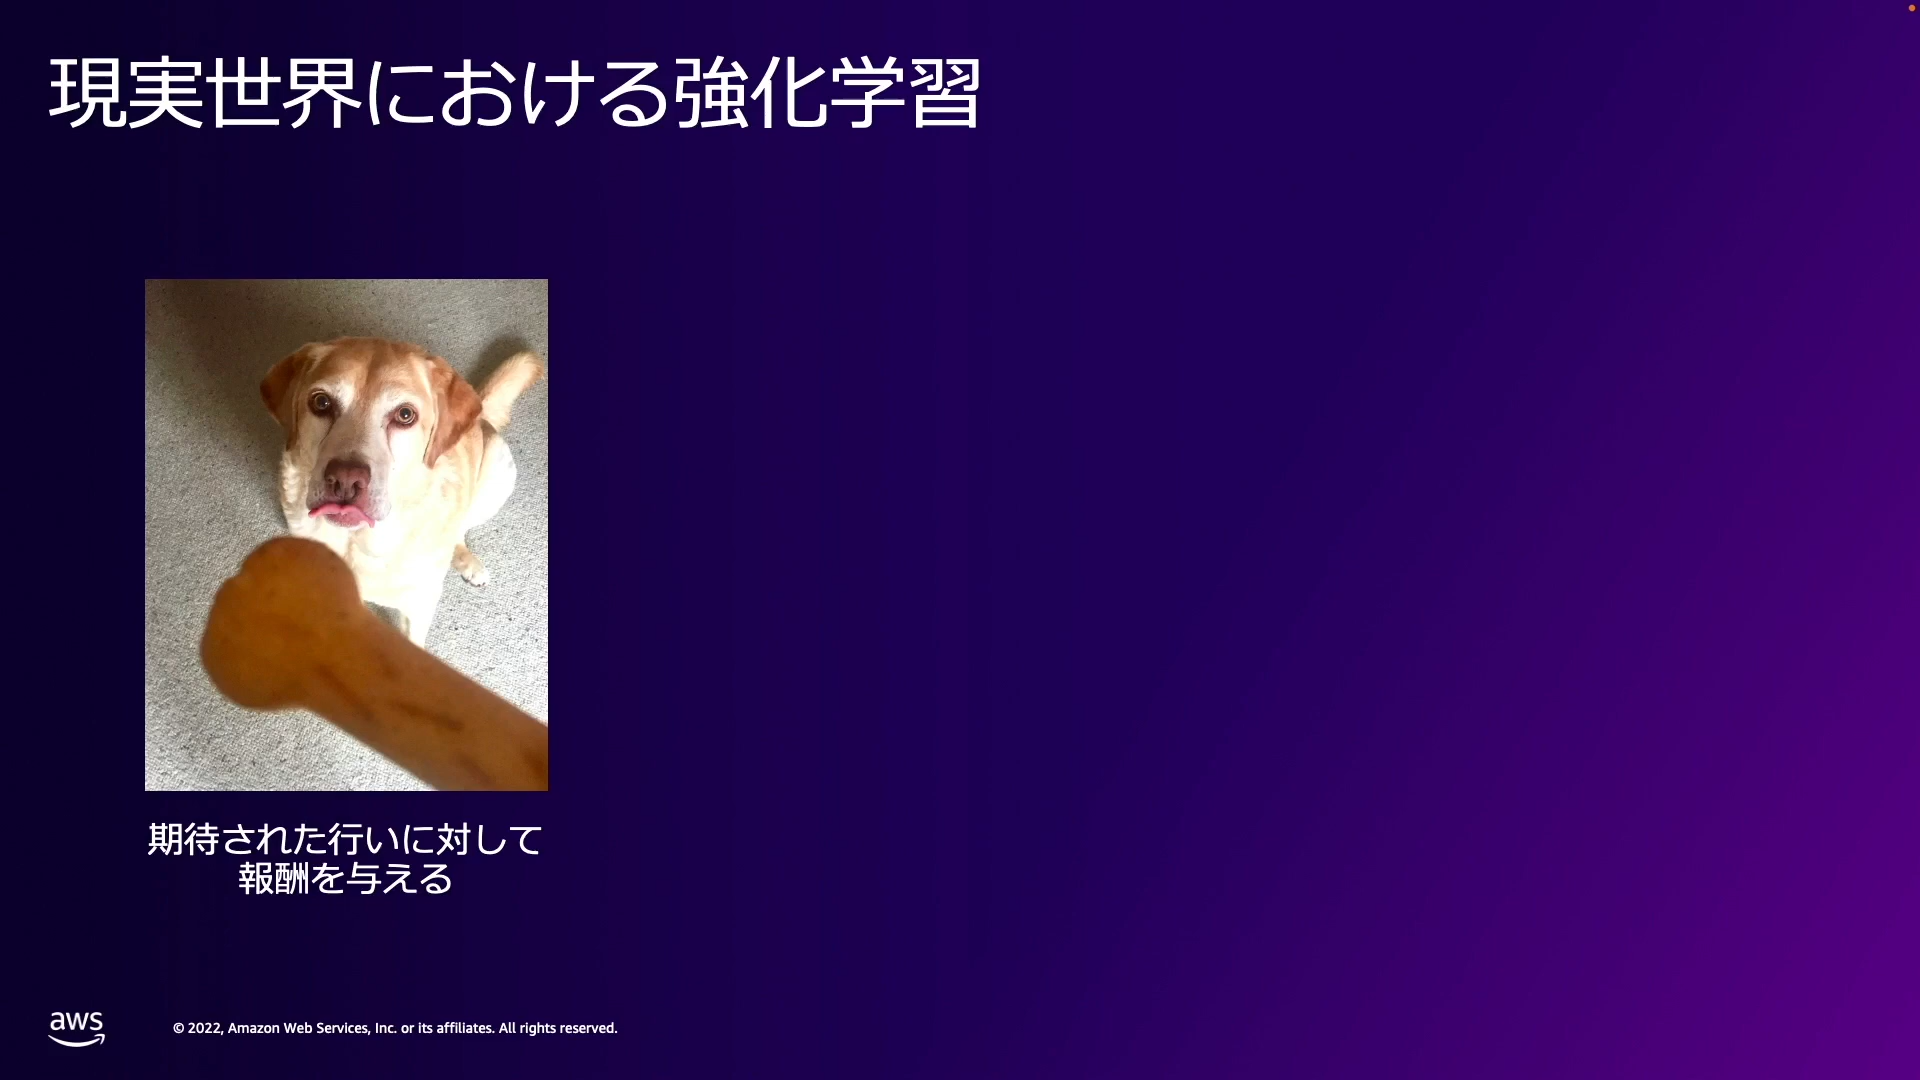 現実世界における強化学習
期待された行いに対して
報酬を与える
aws
© 2022, Amazon Web Services, Inc. or its affiliates. All rights reserved.